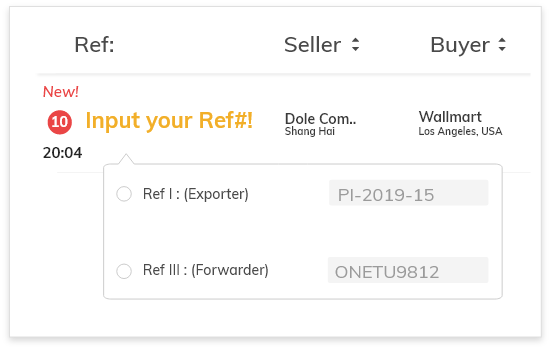 Ref: Seller Buyer
New!
10 Input your Ref#! Dole Com.. Wallmart
Shang Hai Los Angeles, USA
20:04
Ref I : (Exporter) PI-2019-15
Ref III : (Forwarder) ONETU9812